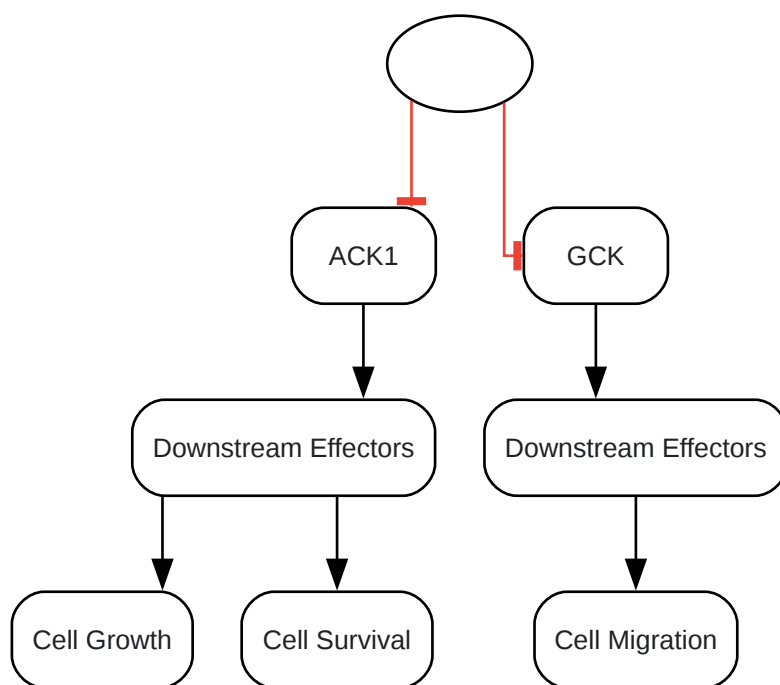 ACK1
GCK
Downstream Effectors
Downstream Effectors
Cell Growth
Cell Survival
Cell Migration